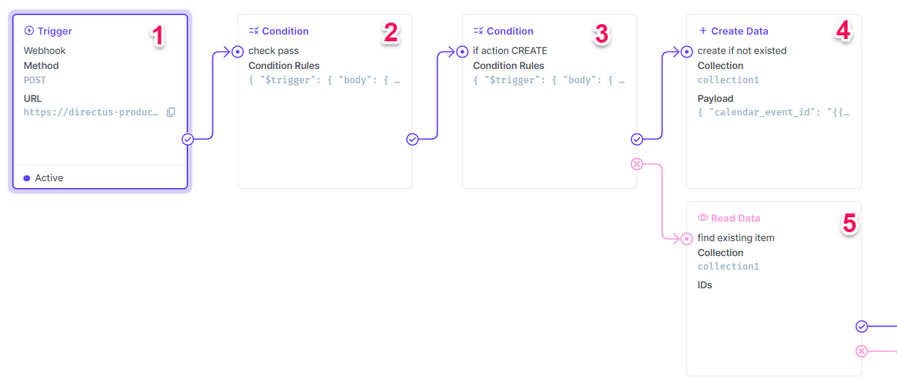 Trigger
1
Webhook
Method
POST
URL
https://directus-produc…
Active
Condition
2
check pass
Condition Rules
{ "$trigger": { "body": { …
Condition
3
if action CREATE
Condition Rules
{ "$trigger": { "body": { …
Create Data
4
create if not existed
Collection
collection1
Payload
{ "calendar_event_id": "{{…
Read Data
5
find existing item
Collection
collection1
IDs